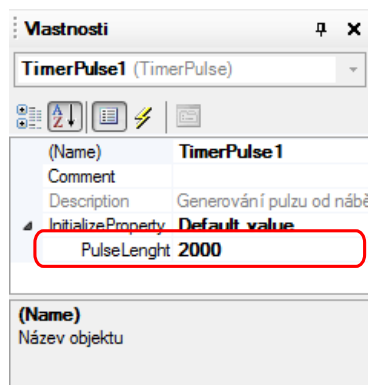 Vlastnosti
TimerPulse1 (TimerPulse)
(Name) TimerPulse1
Comment
Description Generování pulzu od nábě
InitializeProperty Default value
PulseLenght 2000
(Name)
Název objektu